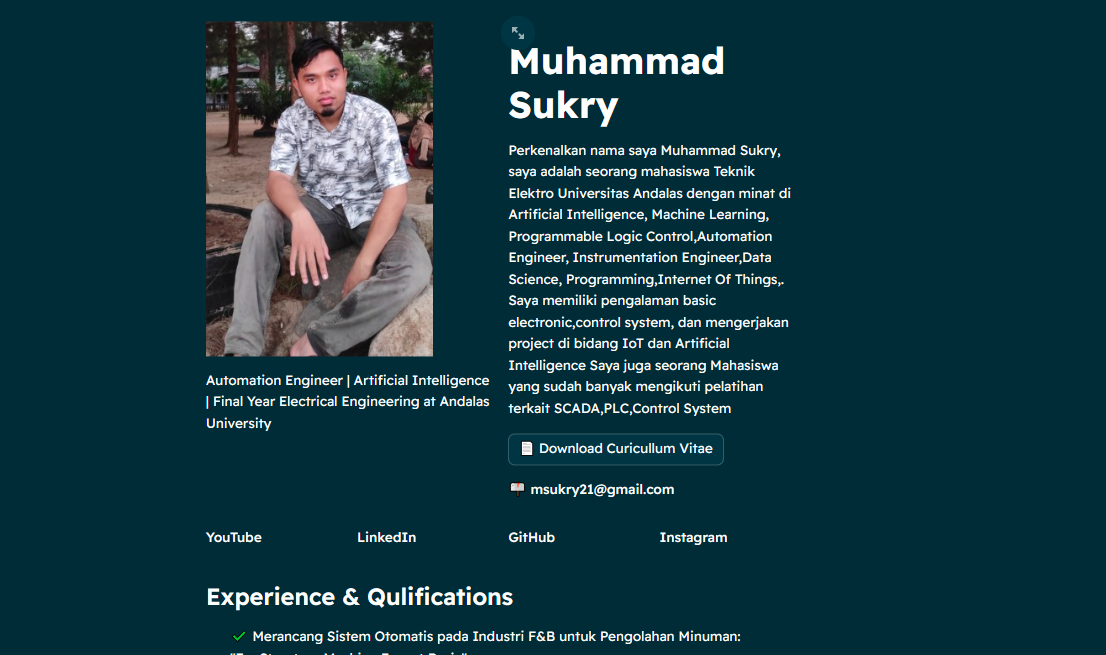 Muhammad
Sukry
Perkenalkan nama saya Muhammad Sukry,
saya adalah seorang mahasiswa Teknik
Elektro Universitas Andalas dengan minat di
Artificial Intelligence, Machine Learning,
Programmable Logic Control,Automation
Engineer, Instrumentation Engineer,Data
Science, Programming,Internet Of Things,.
Saya memiliki pengalaman basic
electronic,control system, dan mengerjakan
project di bidang IoT dan Artificial
Intelligence Saya juga seorang Mahasiswa
yang sudah banyak mengikuti pelatihan
terkait SCADA,PLC,Control System
Automation Engineer | Artificial Intelligence
| Final Year Electrical Engineering at Andalas
University
Download Curicullum Vitae
msukry21@gmail.com
YouTube
LinkedIn
GitHub
Instagram
Experience & Qulifications
Merancang Sistem Otomatis pada Industri F&B untuk Pengolahan Minuman: